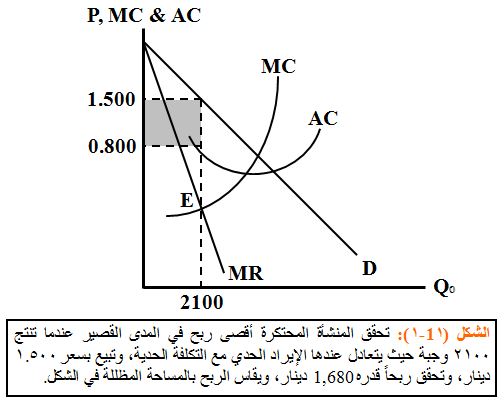 P, MC & AC
MC
1.500
AC
0.800
E
MR
D
Q₀
2100
الشكل (١١-١): تحقق المنشأة المحتكرة أقصى ربح في المدى القصير عندما تنتج
٢١٠٠ وجبة حيث يتعادل عندها الإيراد الحدي مع التكلفة الحدية، وتبيع بسعر ١.٥٠٠
دينار، وتحقق ربحاً قدره 1,680 دينار، ويقاس الربح بالمساحة المظللة في الشكل.